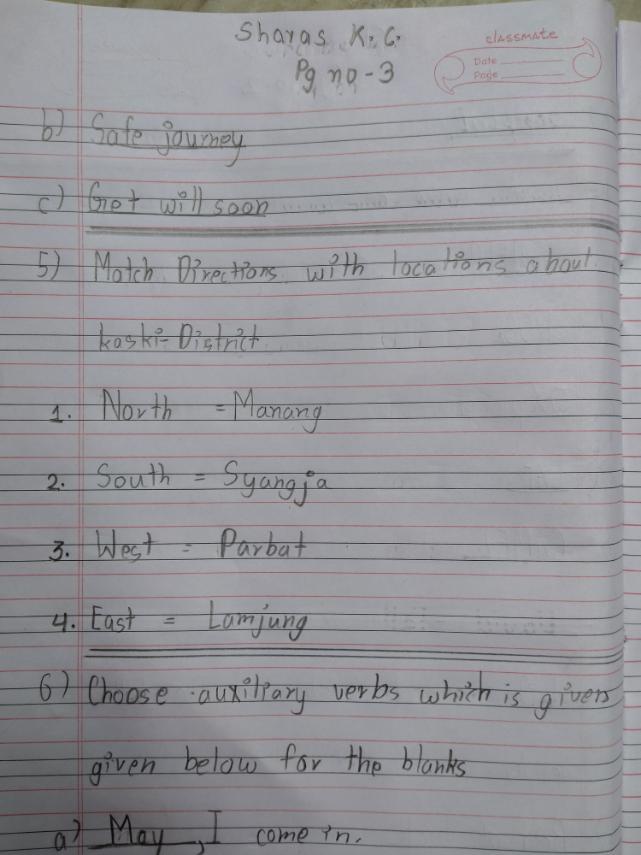 Sharas K.C.
classmate
Pg no-3
Date
Page
b) Safe journey
c) Get will soon
5) Match Directions with locations about
kaski-District
1. North = Manang
2. South = Syangja
3. West = Parbat
4. East = Lamjung
6) Choose auxiliary verbs which is given
given below for the blanks
a) May, I come in.